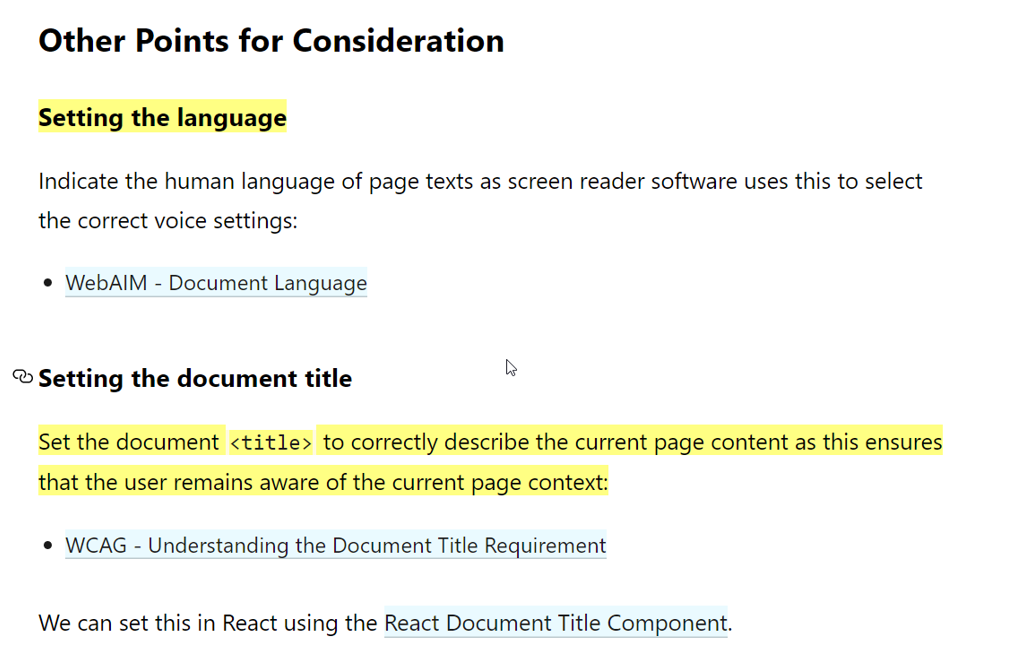 Other Points for Consideration
Setting the language
Indicate the human language of page texts as screen reader software uses this to select
the correct voice settings:
WebAIM - Document Language
Setting the document title
Set the document <title> to correctly describe the current page content as this ensures
that the user remains aware of the current page context:
WCAG - Understanding the Document Title Requirement
We can set this in React using the React Document Title Component.